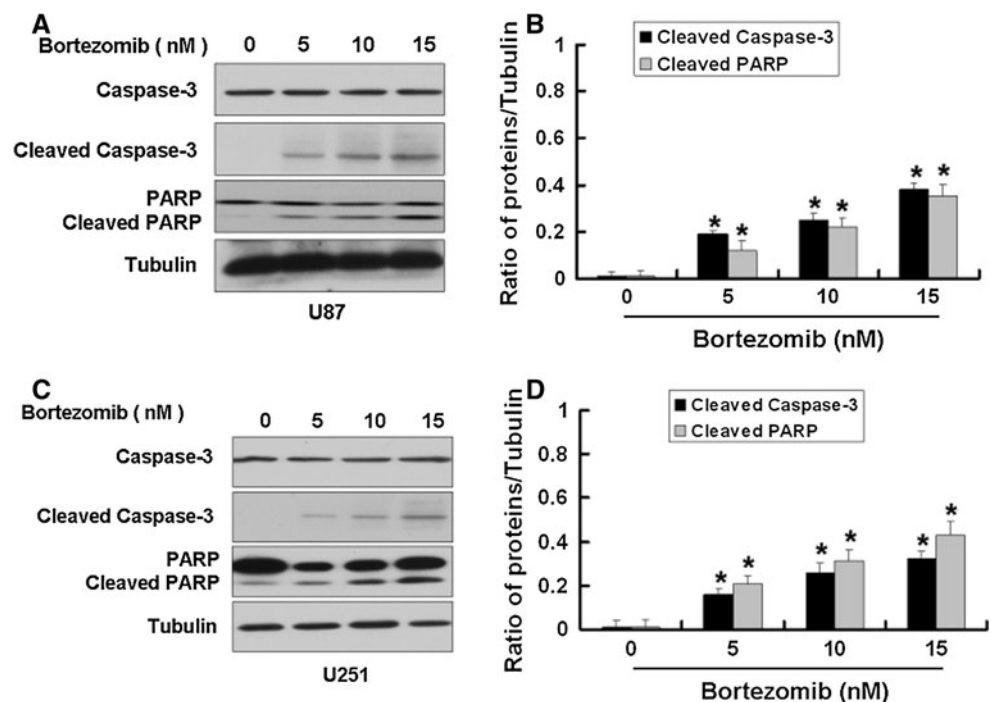 A
Bortezomib ( nM ) 0 5 10 15
Caspase-3
Cleaved Caspase-3
PARP
Cleaved PARP
Tubulin
U87
B
Cleaved Caspase-3
Cleaved PARP
Ratio of proteins/Tubulin
1
0.8
0.6
0.4
0.2
0
* * * * * *
0 5 10 15
Bortezomib (nM)
C
Bortezomib ( nM ) 0 5 10 15
Caspase-3
Cleaved Caspase-3
PARP
Cleaved PARP
Tubulin
U251
D
Cleaved Caspase-3
Cleaved PARP
Ratio of proteins/Tubulin
1
0.8
0.6
0.4
0.2
0
* * * * * *
0 5 10 15
Bortezomib (nM)